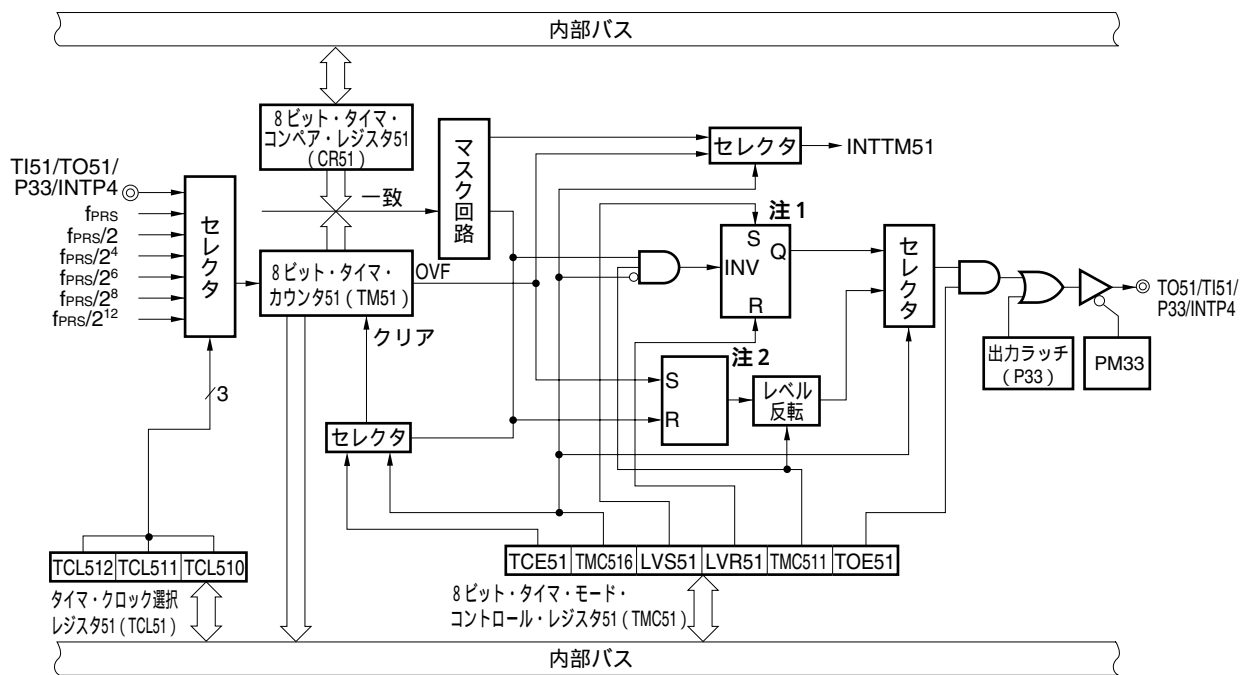 内部バス
8ビット・タイマ・
コンペア・レジスタ51
(CR51)
マスク回路
セレクタ
INTTM51
TI51/TO51/
P33/INTP4
fPRS
fPRS/2
fPRS/2⁴
fPRS/2⁶
fPRS/2⁸
fPRS/2¹²
セレクタ
一致
8ビット・タイマ・
カウンタ51(TM51)
OVF
クリア
注1
S
Q
INV
R
セレクタ
TO51/TI51/
P33/INTP4
出力ラッチ
(P33)
PM33
注2
S
R
レベル
反転
3
セレクタ
TCL512 TCL511 TCL510
タイマ・クロック選択
レジスタ51(TCL51)
TCE51 TMC516 LVS51 LVR51 TMC511 TOE51
8ビット・タイマ・モード・
コントロール・レジスタ51(TMC51)
内部バス